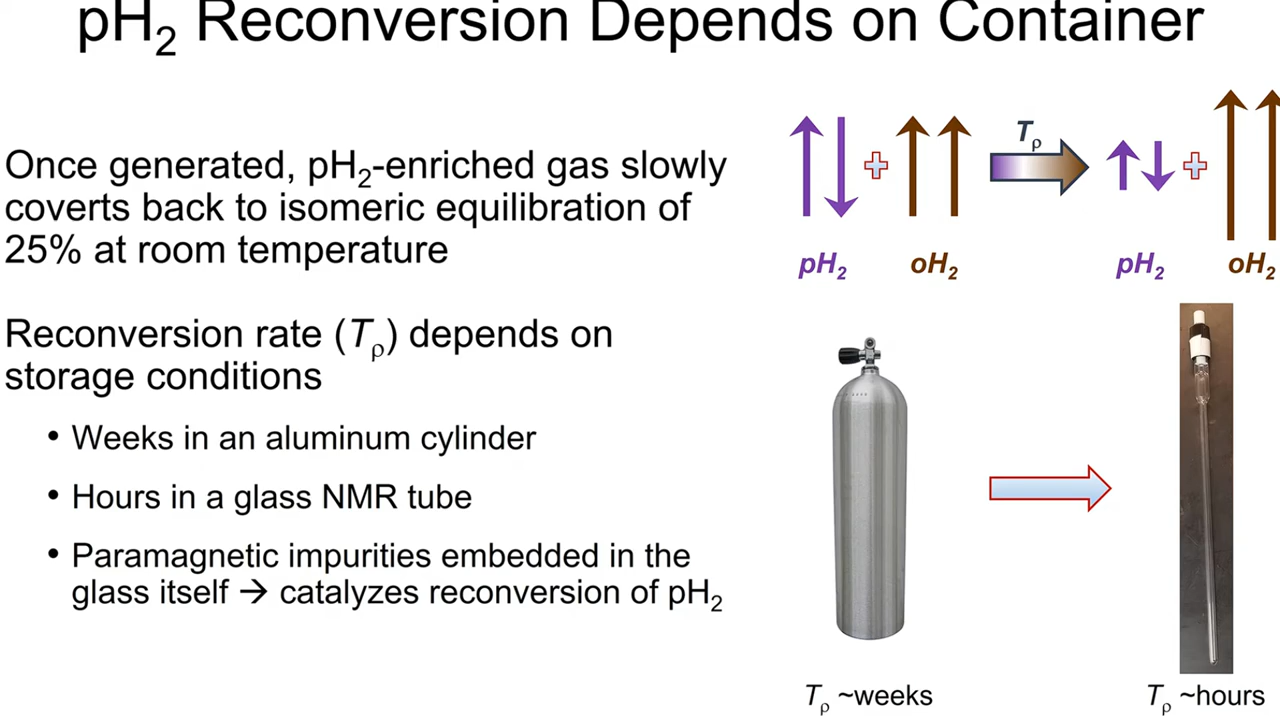 pH₂ Reconversion Depends on Container
Once generated, pH₂-enriched gas slowly
coverts back to isomeric equilibration of
25% at room temperature
Reconversion rate (Tρ) depends on
storage conditions
• Weeks in an aluminum cylinder
• Hours in a glass NMR tube
• Paramagnetic impurities embedded in the
glass itself → catalyzes reconversion of pH₂
Tρ
pH₂
oH₂
pH₂
oH₂
Tρ ~weeks
Tρ ~hours